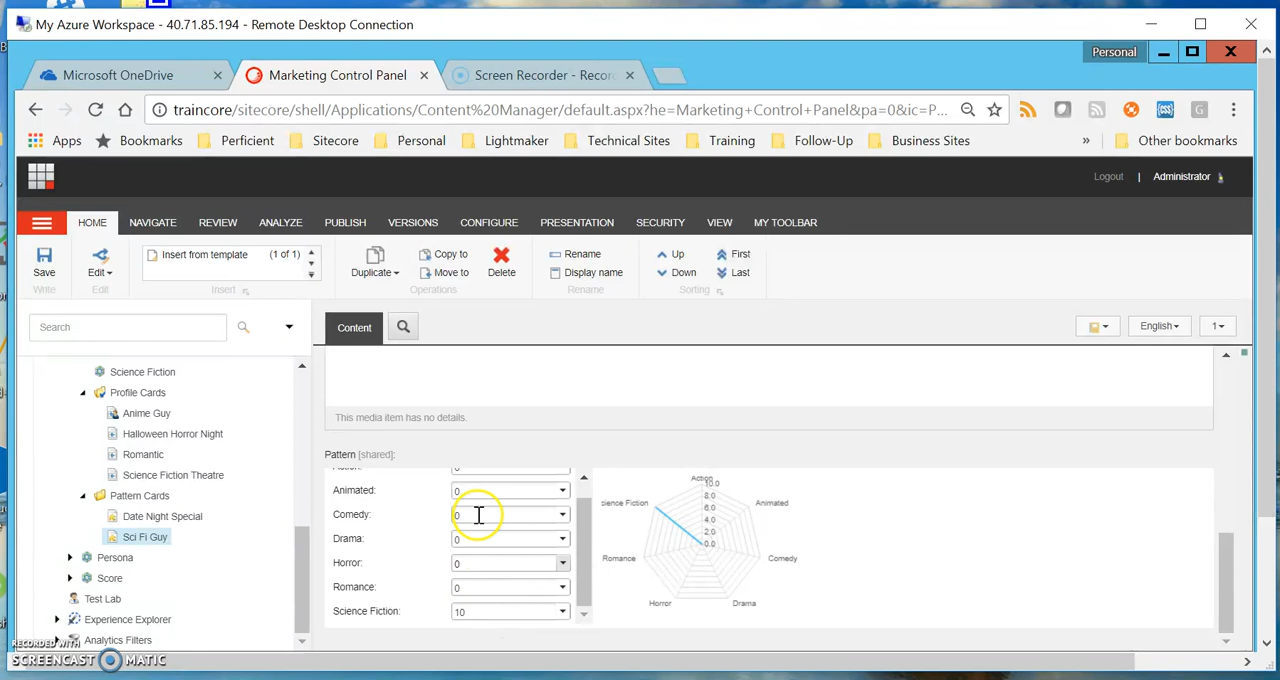 My Azure Workspace - 40.71.85.194 - Remote Desktop Connection
Personal
Microsoft OneDrive
Marketing Control Panel
Screen Recorder - Recor
traincore/sitecore/shell/Applications/Content%20Manager/default.aspx?he=Marketing+Control+Panel&pa=0&ic=P...
Apps Bookmarks Perficient Sitecore Personal Lightmaker Technical Sites Training Follow-Up Business Sites » Other bookmarks
Logout | Administrator
HOME NAVIGATE REVIEW ANALYZE PUBLISH VERSIONS CONFIGURE PRESENTATION SECURITY VIEW MY TOOLBAR
Save
Write
Edit
Edit
Insert from template (1 of 1)
Insert
Duplicate
Copy to
Move to
Delete
Operations
Rename
Display name
Rename
Up
Down
First
Last
Sorting
Search
Content
English
1
Science Fiction
Profile Cards
Anime Guy
Halloween Horror Night
Romantic
Science Fiction Theatre
Pattern Cards
Date Night Special
Sci Fi Guy
Persona
Score
Test Lab
Experience Explorer
Analytics Filters
This media item has no details.
Pattern [shared]:
Action: 0
Animated: 0
Comedy: 0
Drama: 0
Horror: 0
Romance: 0
Science Fiction: 10
Action
10.0
8.0
6.0
4.0
2.0
0.0
Animated
Comedy
Drama
Horror
Romance
cience Fiction
RECORDED WITH
SCREENCAST MATIC